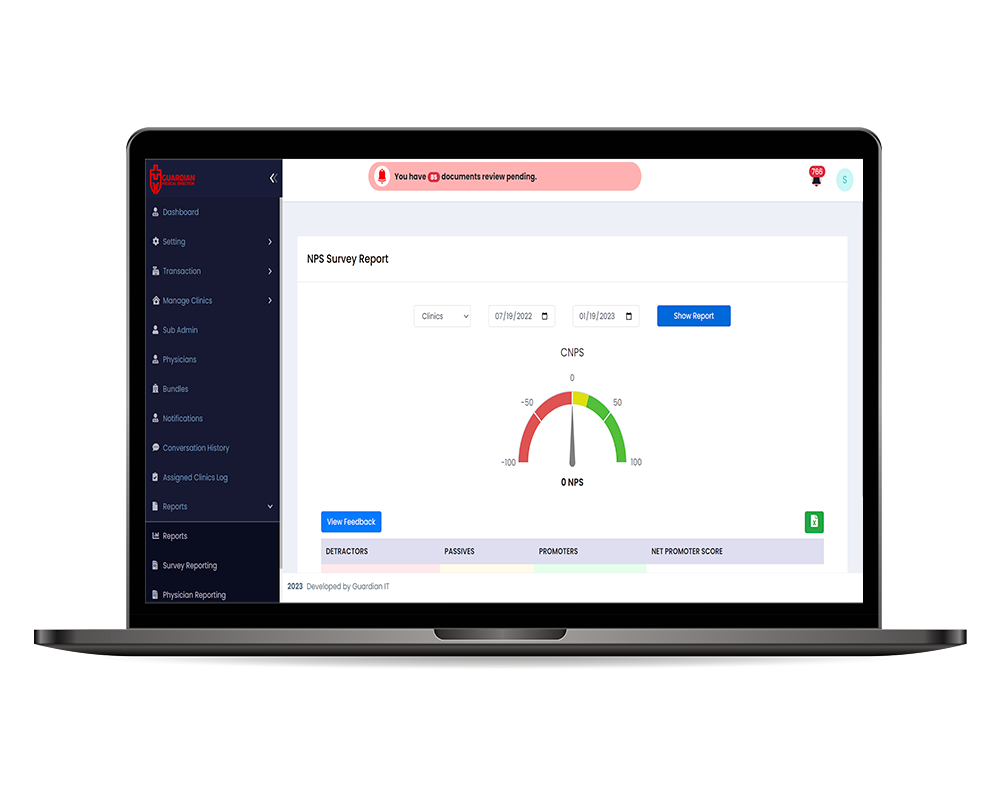 GUARDIAN
MEDICAL DIRECTION
You have 85 documents review pending.
766
S
Dashboard
Setting
Transaction
Manage Clinics
Sub Admin
Physicians
Bundles
Notifications
Conversation History
Assigned Clinics Log
Reports
Reports
Survey Reporting
Physician Reporting
NPS Survey Report
Clinics
07/19/2022
01/19/2023
Show Report
CNPS
0
-50
50
-100
100
0 NPS
View Feedback
DETRACTORS PASSIVES PROMOTERS NET PROMOTER SCORE
2023 Developed by Guardian IT